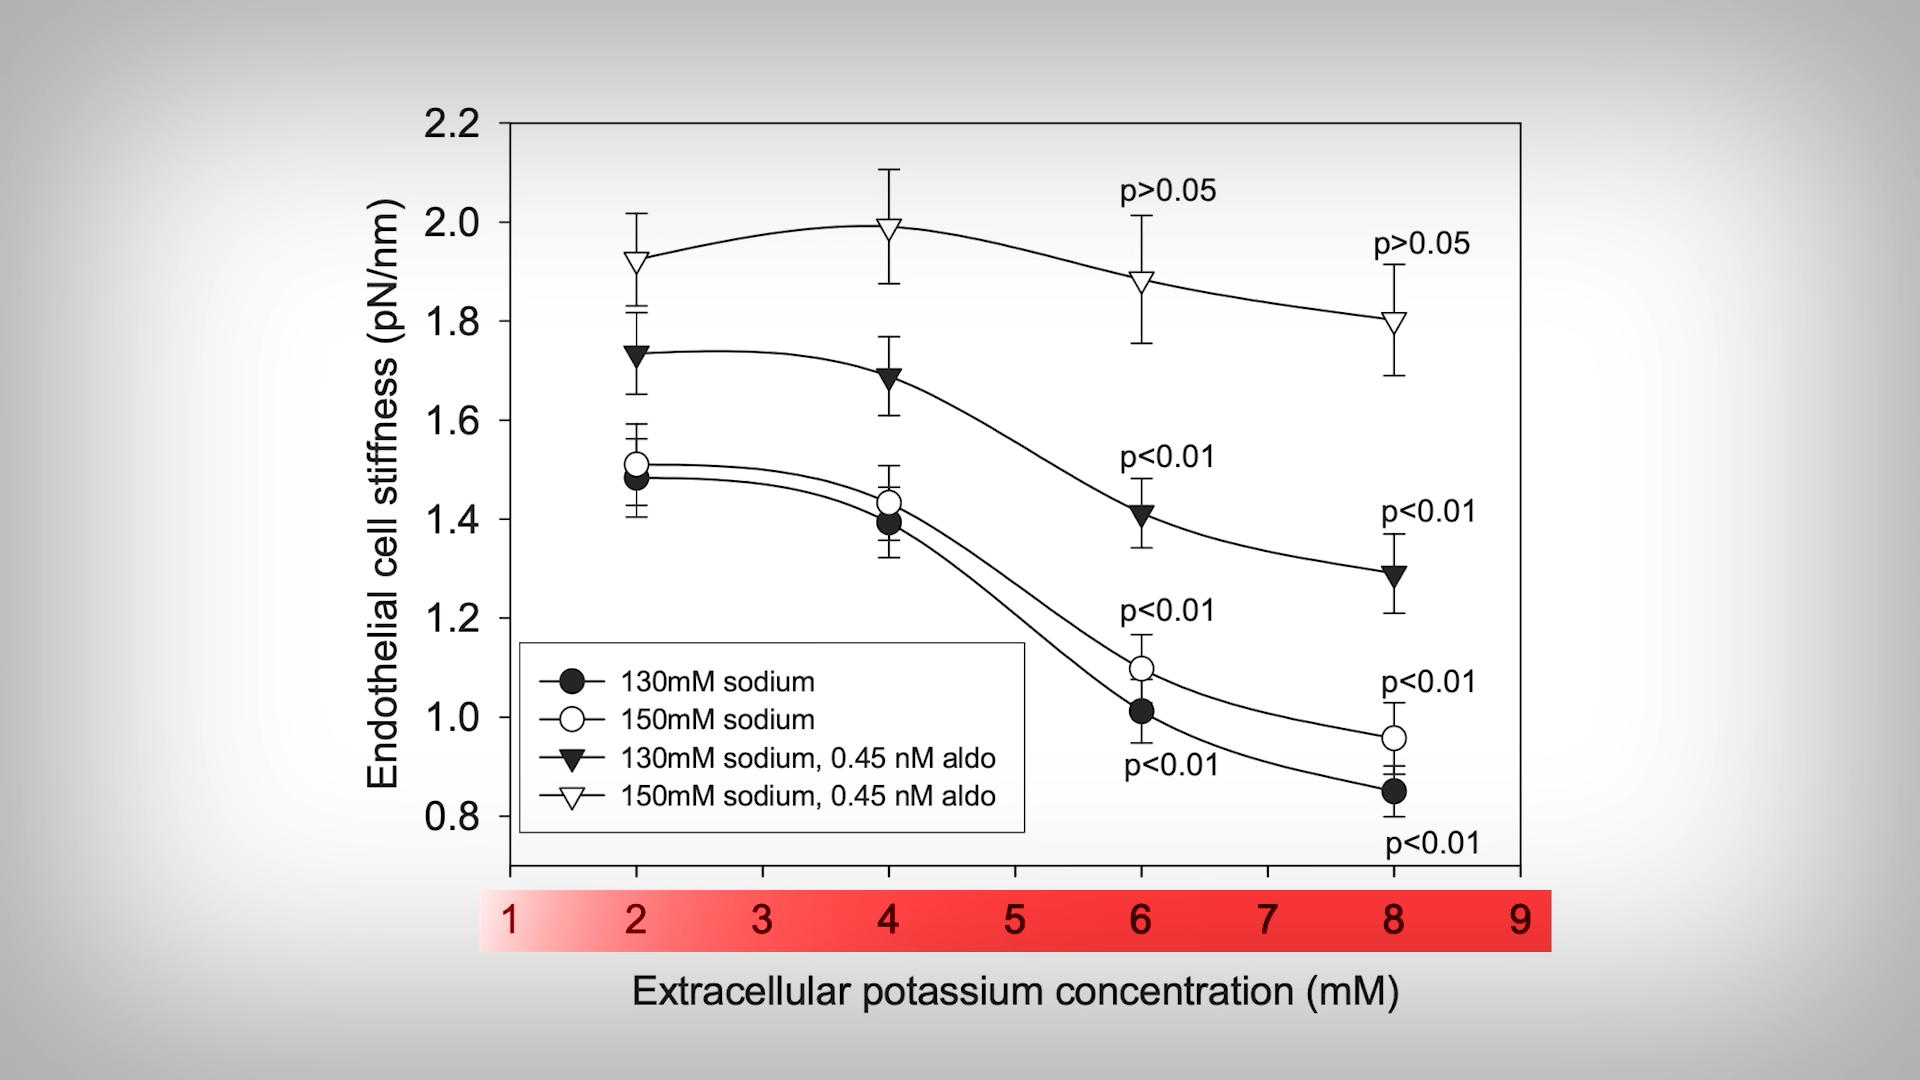 2.2
2.0
1.8
1.6
1.4
1.2
1.0
0.8
Endothelial cell stiffness (pN/nm)
p>0.05
p>0.05
p<0.01
p<0.01
p<0.01
p<0.01
p<0.01
p<0.01
130mM sodium
150mM sodium
130mM sodium, 0.45 nM aldo
150mM sodium, 0.45 nM aldo
1 2 3 4 5 6 7 8 9
Extracellular potassium concentration (mM)